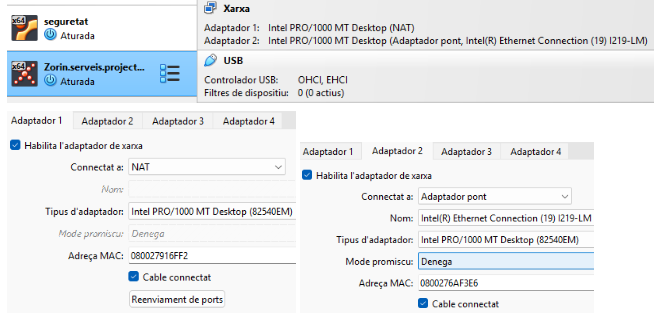 seguretat
Aturada
Zorin.serveis.project...
Aturada
Xarxa
Adaptador 1: Intel PRO/1000 MT Desktop (NAT)
Adaptador 2: Intel PRO/1000 MT Desktop (Adaptador pont, Intel(R) Ethernet Connection (19) I219-LM)
USB
Controlador USB: OHCI, EHCI
Filtres de dispositiu: 0 (0 actius)
Adaptador 1 Adaptador 2 Adaptador 3 Adaptador 4
Habilita l'adaptador de xarxa
Connectat a: NAT
Nom:
Tipus d'adaptador: Intel PRO/1000 MT Desktop (82540EM)
Mode promiscu: Denega
Adreça MAC: 080027916FF2
Cable connectat
Reenviament de ports
Adaptador 1 Adaptador 2 Adaptador 3 Adaptador 4
Habilita l'adaptador de xarxa
Connectat a: Adaptador pont
Nom: Intel(R) Ethernet Connection (19) I219-LM
Tipus d'adaptador: Intel PRO/1000 MT Desktop (82540EM)
Mode promiscu: Denega
Adreça MAC: 0800276AF3E6
Cable connectat